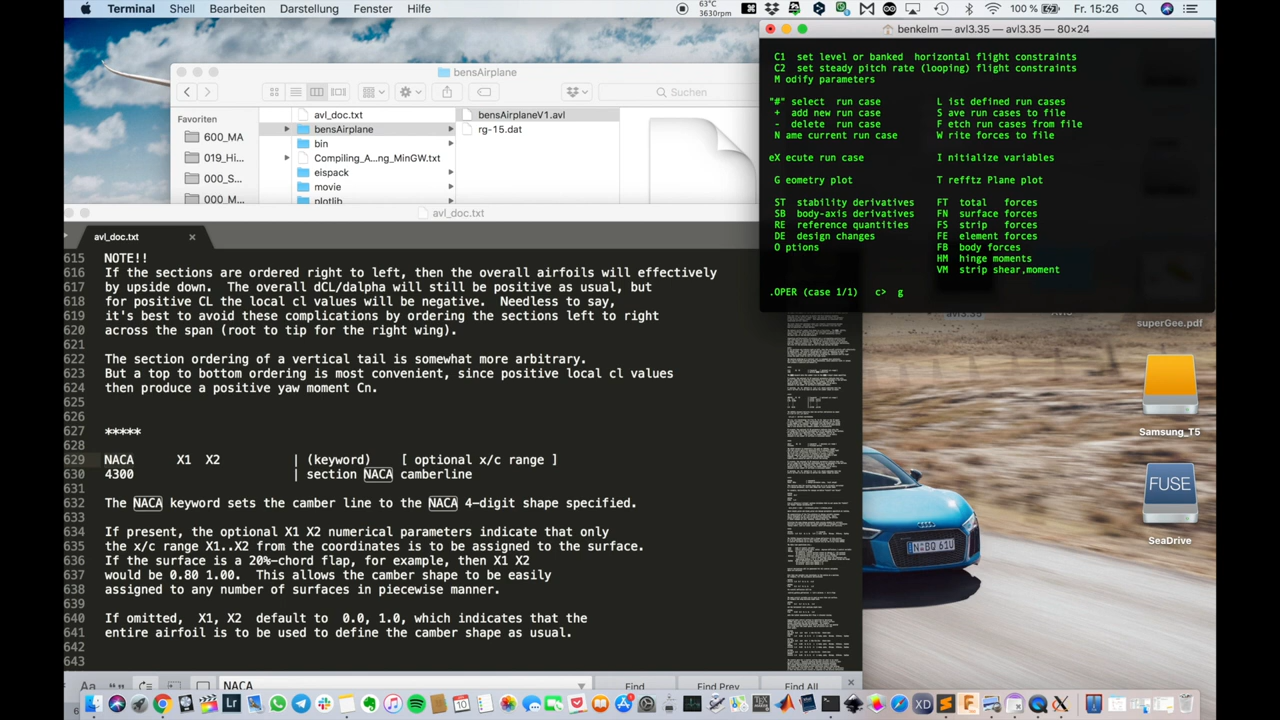 Terminal Shell Bearbeiten Darstellung Fenster Hilfe
63°C
3630rpm
100 % Fr. 15:26
benkelm — avl3.35 — avl3.35 — 80×24
C1 set level or banked horizontal flight constraints
C2 set steady pitch rate (looping) flight constraints
M odify parameters
"#" select run case L ist defined run cases
+ add new run case S ave run cases to file
- delete run case F etch run cases from file
N ame current run case W rite forces to file
eX ecute run case I nitialize variables
G eometry plot T refftz Plane plot
ST stability derivatives FT total forces
SB body-axis derivatives FN surface forces
RE reference quantities FS strip forces
DE design changes FE element forces
O ptions FB body forces
HM hinge moments
VM strip shear,moment
.OPER (case 1/1) c> g
bensAirplane
Suchen
Favoriten
600_MA
019_Hi...
000_S...
000_M...
avl_doc.txt
bensAirplane
bin
Compiling_A...ng_MinGW.txt
eispack
movie
plotlib
bensAirplaneV1.avl
rg-15.dat
avl_doc.txt
avl_doc.txt
615 NOTE!!
616 If the sections are ordered right to left, then the overall airfoils will effectively
617 by upside down. The overall dCL/dalpha will still be positive as usual, but
618 for positive CL the local cl values will be negative. Needless to say,
619 it's best to avoid these complications by ordering the sections left to right
620 across the span (root to tip for the right wing).
621
622 The section ordering of a vertical tail is somewhat more arbitrary.
623 But a top to bottom ordering is most convenient, since positive local cl values
624 then produce a positive yaw moment Cn.
625
626 *****
627
628
629 NACA X1 X2 | (keyword) [ optional x/c range ]
630 4300 | section NACA camberline
631
632 The NACA keyword sets the camber line to the NACA 4-digit shape specified.
633
634 If present, the optional X1 X2 numerical parameters indicate that only
635 the x/c range X1..X2 from the coordinates is to be assigned to the surface.
636 If the surface is a 20%-chord flap, for example, then X1 X2
637 would be 0.80 1.00. This allows the camber shape to be easily
638 assigned to any number of surfaces in piecewise manner.
639
640 If omitted, X1, X2 default to 0.0 1.0, which indicates that the
641 entire airfoil is to be used to define the camber shape as usual.
642
643
Aa NACA Find Find Prev Find All
avl3.35
superGee.pdf
Samsung_T5
FUSE
SeaDrive
N·BQ 61U
Lr
10
XD